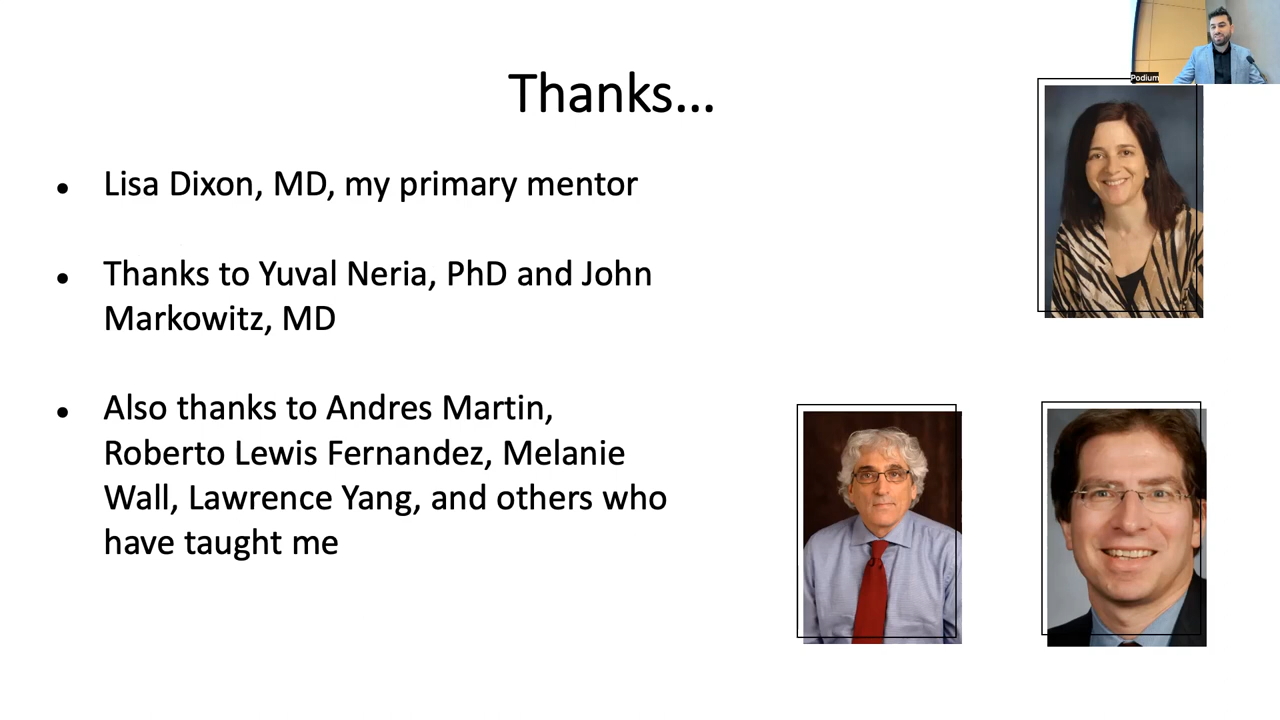 Thanks...
Podium
Lisa Dixon, MD, my primary mentor
Thanks to Yuval Neria, PhD and John
Markowitz, MD
Also thanks to Andres Martin,
Roberto Lewis Fernandez, Melanie
Wall, Lawrence Yang, and others who
have taught me